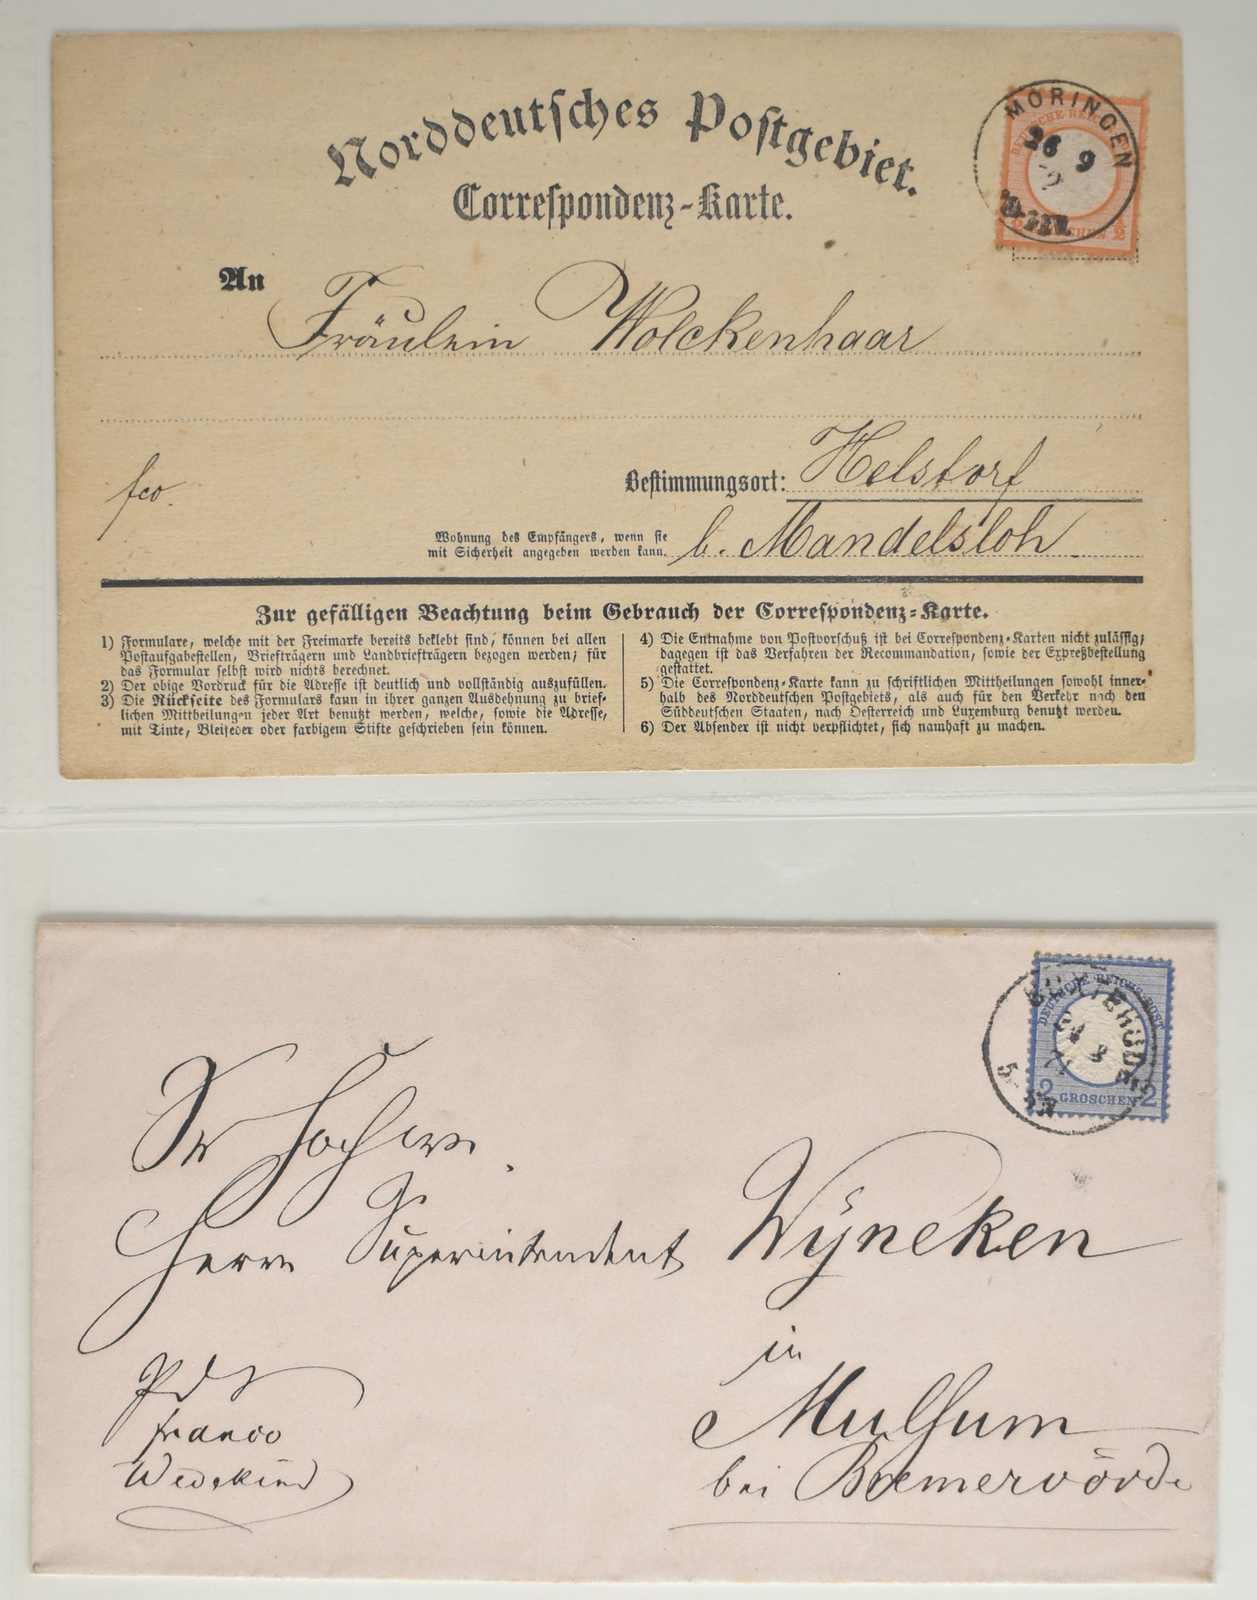 Norddeutsches Postgebiet.
Correspondenz-Karte.
MORINGEN
26 9
DEUTSCHE REICHS
An
Fräulein Wolckenhaar
fco.
Bestimmungsort: Helstorf
Wohnung des Empfängers, wenn sie
mit Sicherheit angegeben werden kann.
b. Mandelsloh
Zur gefälligen Beachtung beim Gebrauch der Correspondenz-Karte.
1) Formulare, welche mit der Freimarke bereits beklebt sind, können bei allen
Postaufgabestellen, Briefträgern und Landbriefträgern bezogen werden; für
das Formular selbst wird nichts berechnet.
2) Der obige Vordruck für die Adresse ist deutlich und vollständig auszufüllen.
3) Die Rückseite des Formulars kann in ihrer ganzen Ausdehnung zu brief-
lichen Mittheilungen jeder Art benutzt werden, welche, sowie die Adresse,
mit Tinte, Bleifeder oder farbigem Stifte geschrieben sein können.
4) Die Entnahme von Postvorschuß ist bei Correspondenz-Karten nicht zulässig;
dagegen ist das Verfahren der Recommandation, sowie der Expreßbestellung
gestattet.
5) Die Correspondenz-Karte kann zu schriftlichen Mittheilungen sowohl inner-
halb des Norddeutschen Postgebiets, als auch für den Verkehr nach den
Süddeutschen Staaten, nach Oesterreich und Luxemburg benutzt werden.
6) Der Absender ist nicht verpflichtet, sich namhaft zu machen.
BUXTEHUDE
DEUTSCHE REICHS-POST
2 GROSCHEN 2
Sr
Herrn Superintendent Wÿneken
in
Mulsum
bei Bremervörde
franco
Wedekind